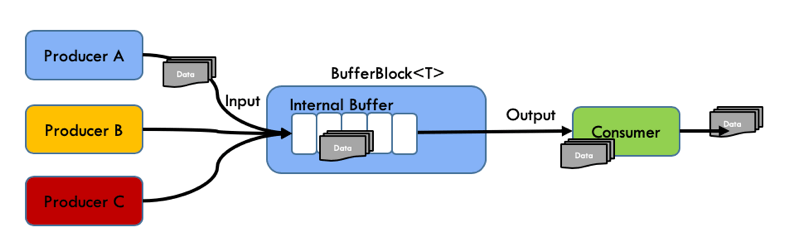 Producer A
Data
Input
BufferBlock<T>
Internal Buffer
Output
Producer B
Data
Consumer
Data
Data
Producer C